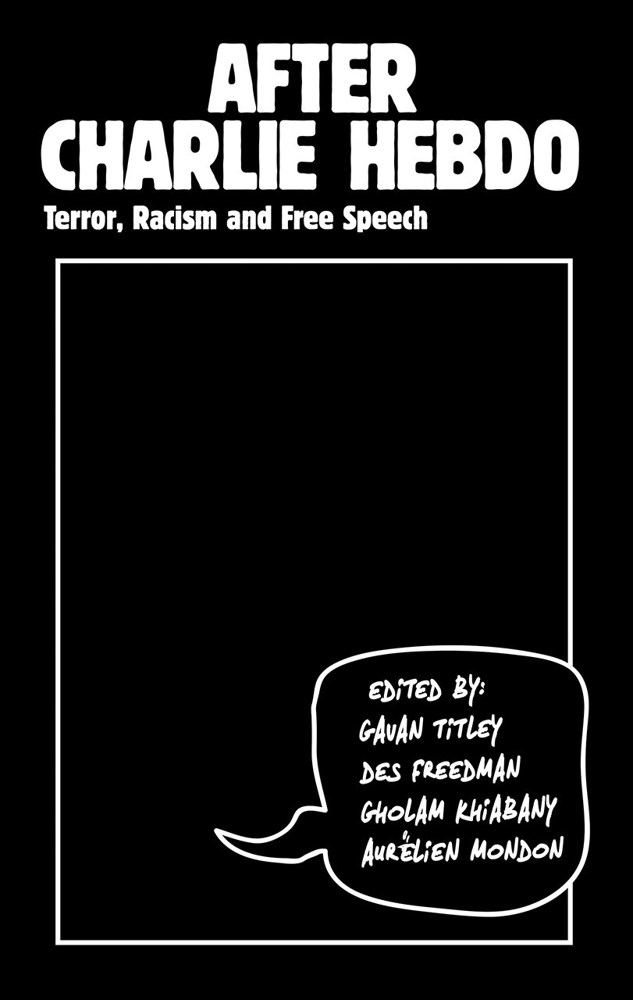 AFTER
CHARLIE HEBDO
Terror, Racism and Free Speech
EDiTED BY:
GAVAN TiTLEY
DES FREEDMAN
GHOLAM KHiABANY
AURÉLiEN MONDON